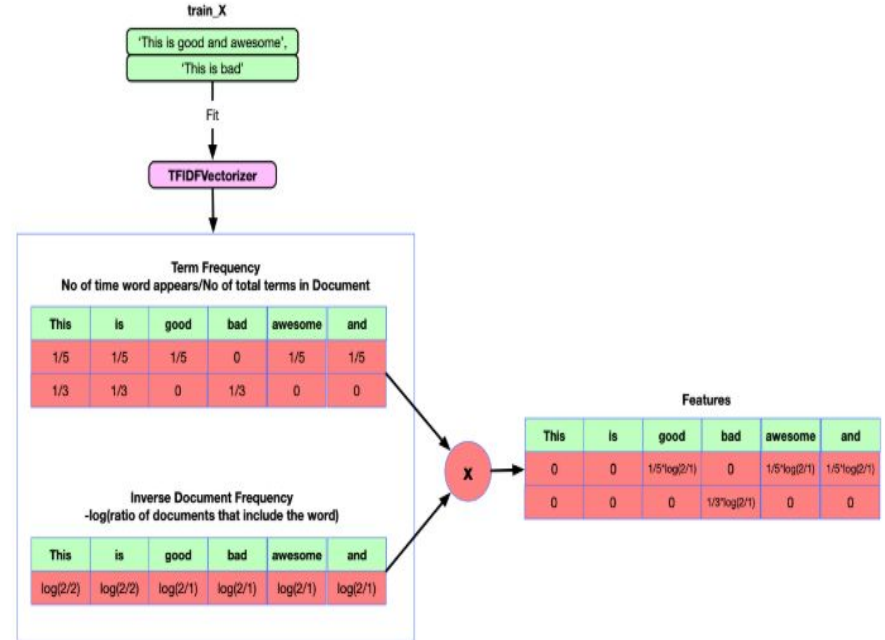 train_X
'This is good and awesome',
'This is bad'
Fit
TFIDFVectorizer
Term Frequency
No of time word appears/No of total terms in Document
This is good bad awesome and
1/5 1/5 1/5 0 1/5 1/5
1/3 1/3 0 1/3 0 0
Inverse Document Frequency
-log(ratio of documents that include the word)
This is good bad awesome and
log(2/2) log(2/2) log(2/1) log(2/1) log(2/1) log(2/1)
X
Features
This is good bad awesome and
0 0 1/5*log(2/1) 0 1/5*log(2/1) 1/5*log(2/1)
0 0 0 1/3*log(2/1) 0 0